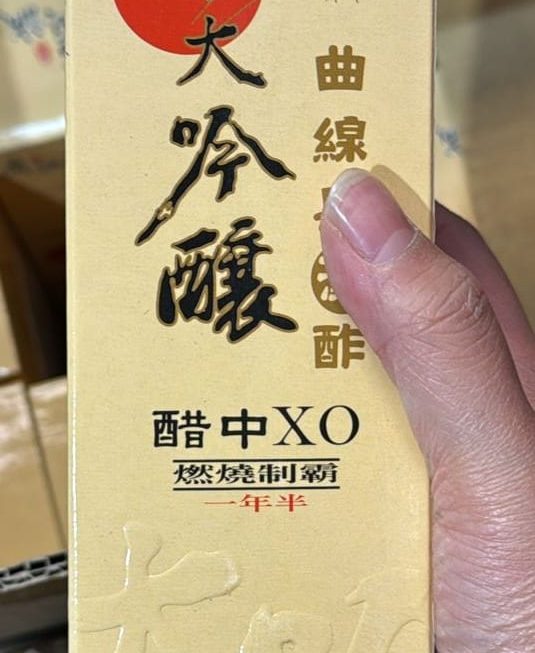 大吟釀
曲線
酢
醋中XO
燃燒制霸
一年半